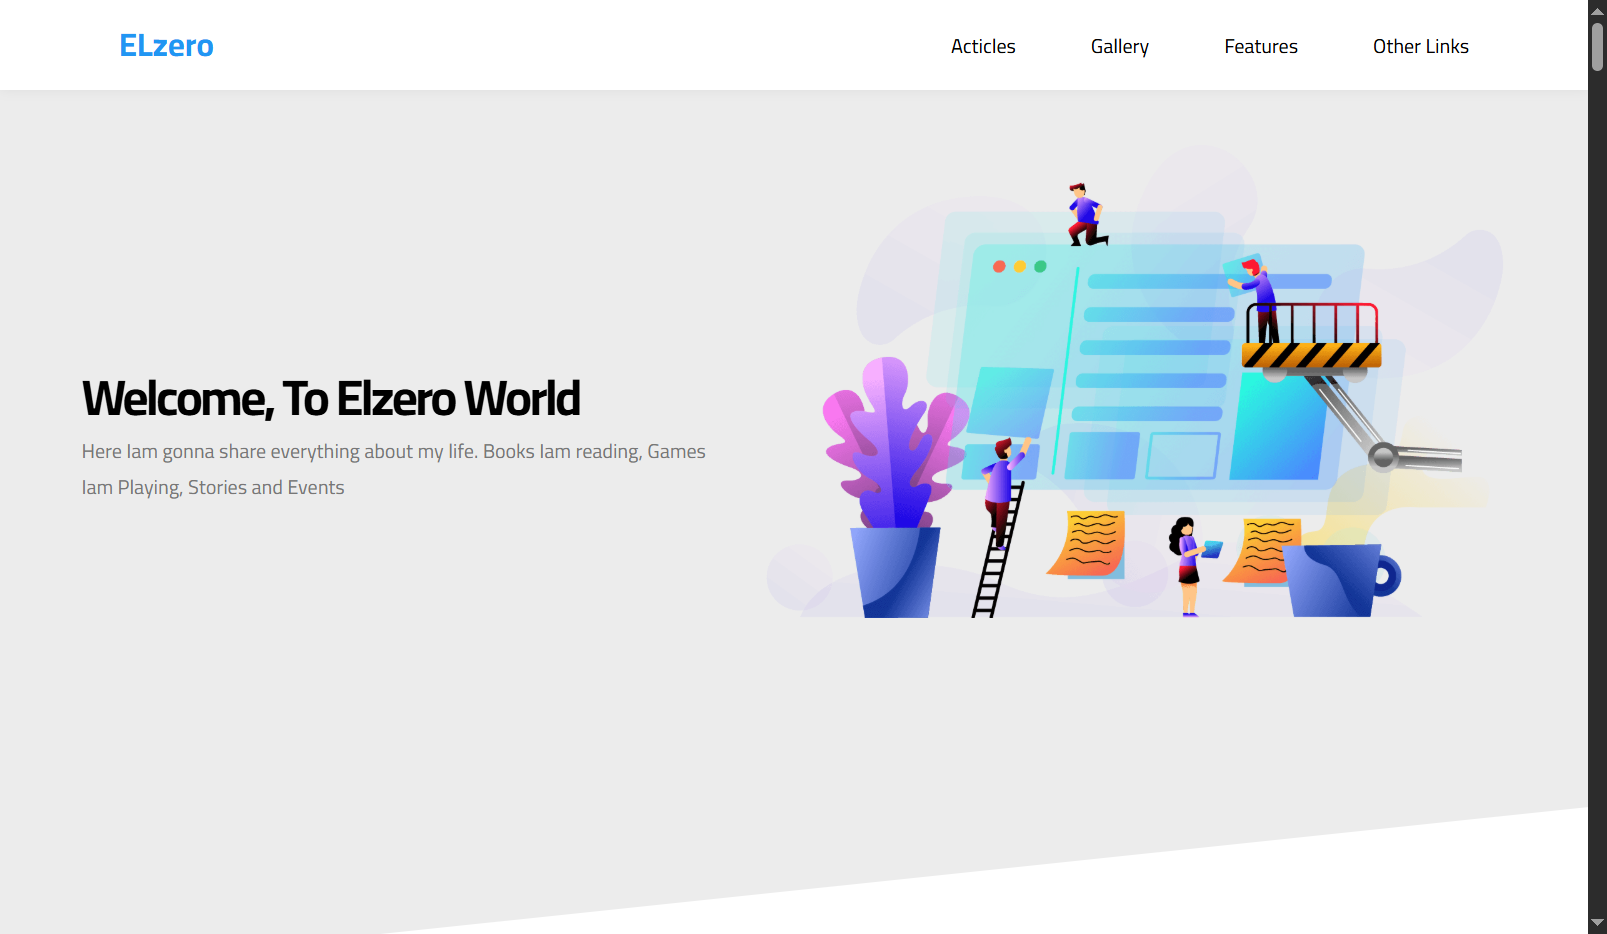 ELzero
Acticles
Gallery
Features
Other Links
Welcome, To Elzero World
Here Iam gonna share everything about my life. Books Iam reading, Games
Iam Playing, Stories and Events